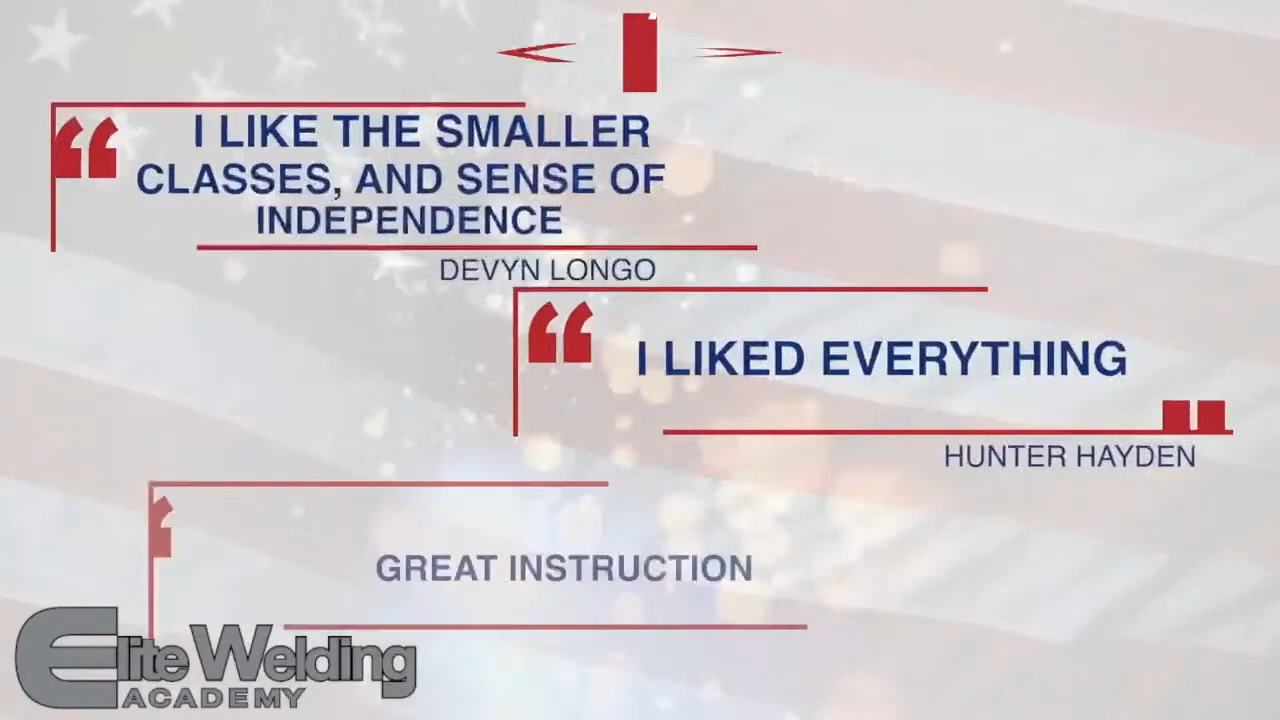 I LIKE THE SMALLER
CLASSES, AND SENSE OF
INDEPENDENCE
DEVYN LONGO
I LIKED EVERYTHING
HUNTER HAYDEN
GREAT INSTRUCTION
Elite Welding
ACADEMY